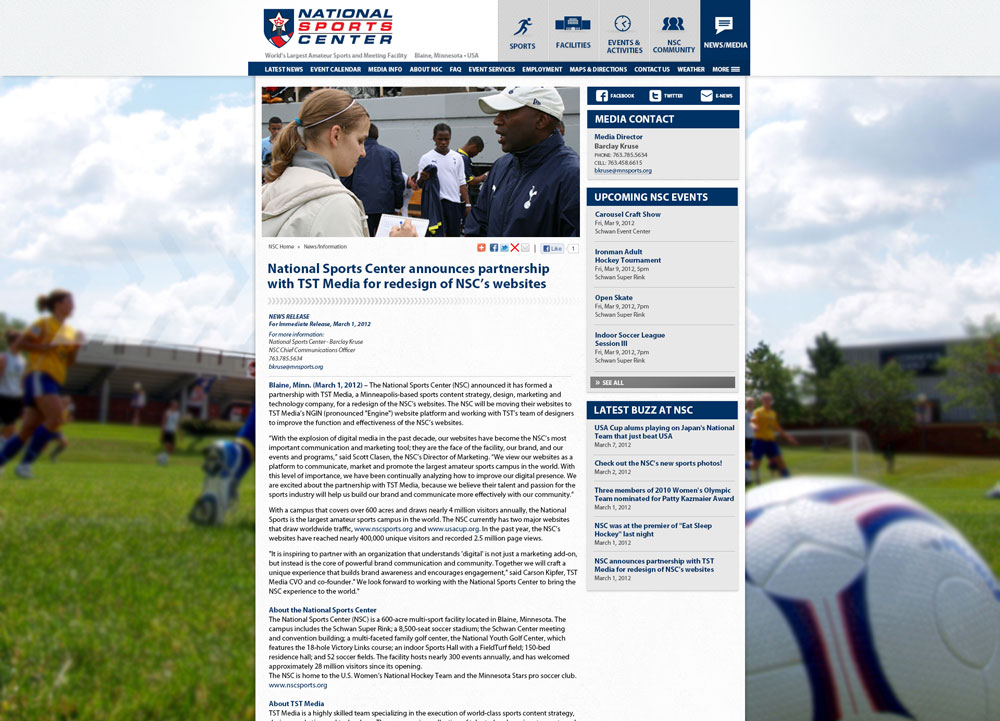 NATIONAL
SPORTS
CENTER
World's Largest Amateur Sports and Meeting Facility Blaine, Minnesota • USA
SPORTS
FACILITIES
EVENTS &
ACTIVITIES
NSC
COMMUNITY
NEWS/MEDIA
LATEST NEWS EVENT CALENDAR MEDIA INFO ABOUT NSC FAQ EVENT SERVICES EMPLOYMENT MAPS & DIRECTIONS CONTACT US WEATHER MORE
FACEBOOK TWITTER E-NEWS
MEDIA CONTACT
Media Director
Barclay Kruse
PHONE: 763.785.5634
CELL: 763.458.6615
bkruse@mnsports.org
UPCOMING NSC EVENTS
Carousel Craft Show
Fri, Mar 9, 2012
Schwan Event Center
Ironman Adult
Hockey Tournament
Fri, Mar 9, 2012, 5pm
Schwan Super Rink
Open Skate
Fri, Mar 9, 2012, 7pm
Schwan Super Rink
Indoor Soccer League
Session III
Fri, Mar 9, 2012, 7pm
Schwan Super Rink
» SEE ALL
LATEST BUZZ AT NSC
USA Cup alums playing on Japan's National
Team that just beat USA
March 7, 2012
Check out the NSC's new sports photos!
March 2, 2012
Three members of 2010 Women's Olympic
Team nominated for Patty Kazmaier Award
March 1, 2012
NSC was at the premier of "Eat Sleep
Hockey" last night
March 1, 2012
NSC announces partnership with TST
Media for redesign of NSC's websites
March 1, 2012
NSC Home » News/Information
Like 1
National Sports Center announces partnership
with TST Media for redesign of NSC's websites
NEWS RELEASE
For Immediate Release, March 1, 2012
For more information:
National Sports Center - Barclay Kruse
NSC Chief Communications Officer
763.785.5634
bkruse@mnsports.org
Blaine, Minn. (March 1, 2012) – The National Sports Center (NSC) announced it has formed a
partnership with TST Media, a Minneapolis-based sports content strategy, design, marketing and
technology company, for a redesign of the NSC's websites. The NSC will be moving their websites to
TST Media's NGIN (pronounced "Engine") website platform and working with TST's team of designers
to improve the function and effectiveness of the NSC's websites.
"With the explosion of digital media in the past decade, our websites have become the NSC's most
important communication and marketing tool; they are the face of the facility, our brand, and our
events and programs," said Scott Clasen, the NSC's Director of Marketing. "We view our websites as a
platform to communicate, market and promote the largest amateur sports campus in the world. With
this level of importance, we have been continually analyzing how to improve our digital presence. We
are excited about the partnership with TST Media, because we believe their talent and passion for the
sports industry will help us build our brand and communicate more effectively with our community."
With a campus that covers over 600 acres and draws nearly 4 million visitors annually, the National
Sports is the largest amateur sports campus in the world. The NSC currently has two major websites
that draw worldwide traffic, www.nscsports.org and www.usacup.org. In the past year, the NSC's
websites have reached nearly 400,000 unique visitors and recorded 2.5 million page views.
"It is inspiring to partner with an organization that understands 'digital' is not just a marketing add-on,
but instead is the core of powerful brand communication and community. Together we will craft a
unique experience that builds brand awareness and encourages engagement," said Carson Kipfer, TST
Media CVO and co-founder." We look forward to working with the National Sports Center to bring the
NSC experience to the world."
About the National Sports Center
The National Sports Center (NSC) is a 600-acre multi-sport facility located in Blaine, Minnesota. The
campus includes the Schwan Super Rink; a 8,500-seat soccer stadium; the Schwan Center meeting
and convention building; a multi-faceted family golf center, the National Youth Golf Center, which
features the 18-hole Victory Links course; an indoor Sports Hall with a FieldTurf field; 150-bed
residence hall; and 52 soccer fields. The facility hosts nearly 300 events annually, and has welcomed
approximately 28 million visitors since its opening.
The NSC is home to the U.S. Women's National Hockey Team and the Minnesota Stars pro soccer club.
www.nscsports.org
About TST Media
TST Media is a highly skilled team specializing in the execution of world-class sports content strategy,